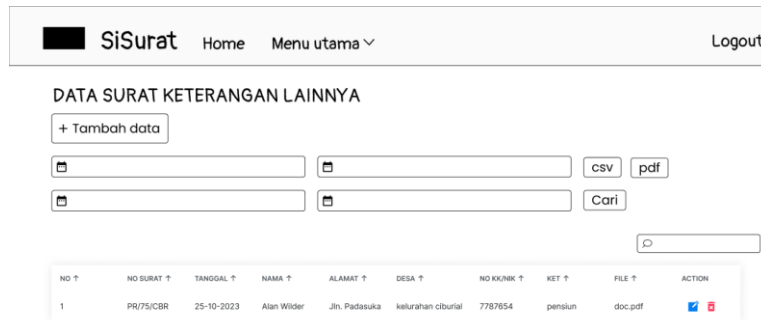 SiSurat Home Menu utama Logout
DATA SURAT KETERANGAN LAINNYA
+ Tambah data
csv pdf
Cari
NO ↑ NO SURAT ↑ TANGGAL ↑ NAMA ↑ ALAMAT ↑ DESA ↑ NO KK/NIK ↑ KET ↑ FILE ↑ ACTION
1 PR/75/CBR 25-10-2023 Alan Wilder Jln. Padasuka kelurahan ciburial 7787654 pensiun doc.pdf